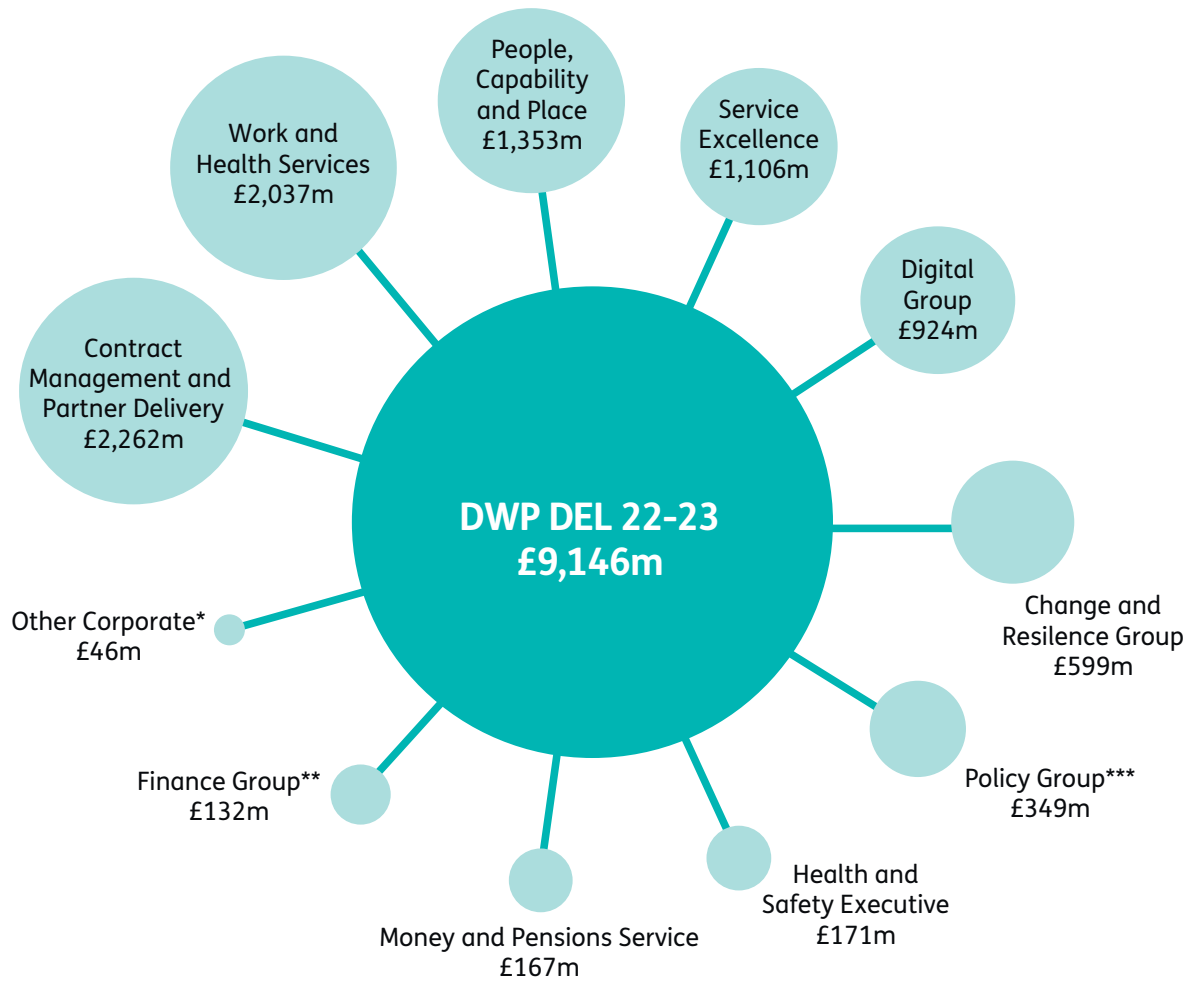 People,
Capability
and Place
£1,353m
Service
Excellence
£1,106m
Work and
Health Services
£2,037m
Digital
Group
£924m
Contract
Management and
Partner Delivery
£2,262m
DWP DEL 22-23
£9,146m
Change and
Resilence Group
£599m
Other Corporate*
£46m
Policy Group***
£349m
Finance Group**
£132m
Health and
Safety Executive
£171m
Money and Pensions Service
£167m